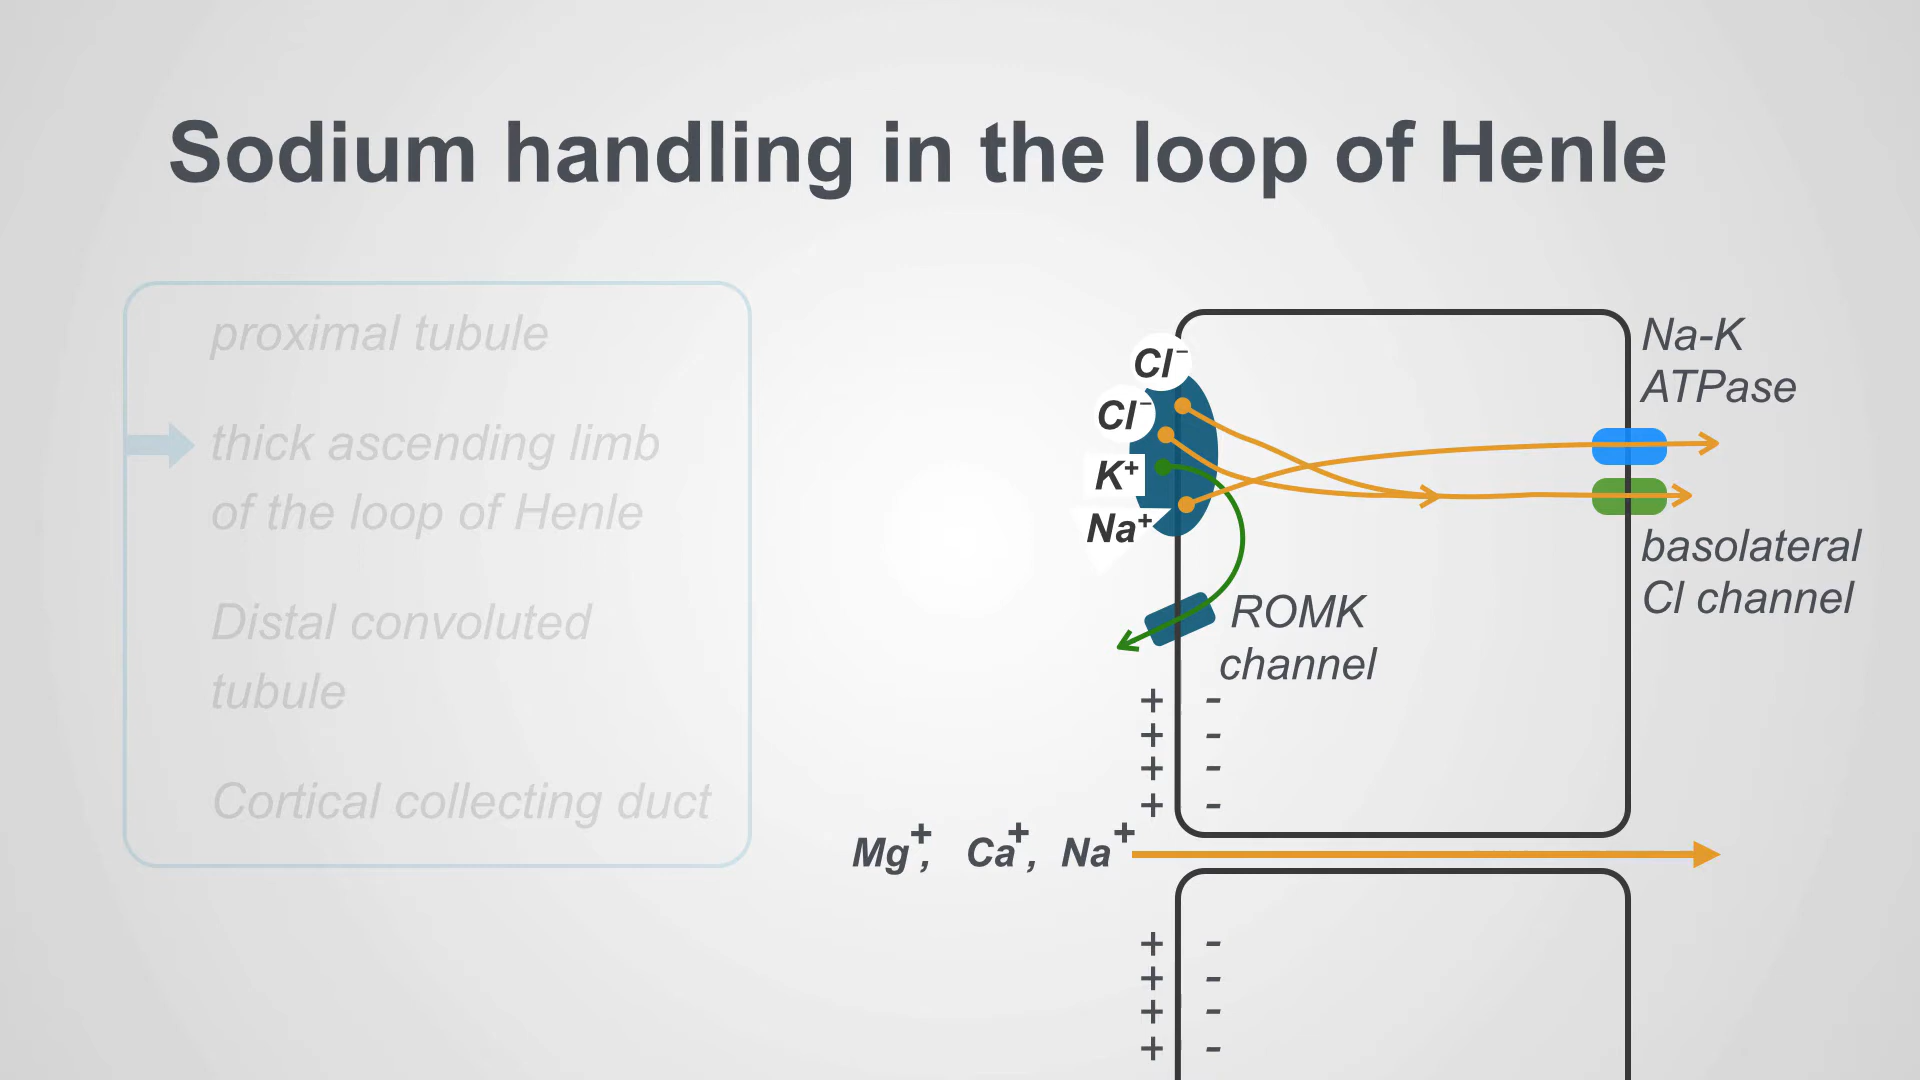 Sodium handling in the loop of Henle
proximal tubule
thick ascending limb
of the loop of Henle
Distal convoluted
tubule
Cortical collecting duct
Cl⁻
Cl⁻
K⁺
Na⁺
Na-K
ATPase
basolateral
Cl channel
ROMK
channel
+ -
+ -
+ -
+ -
Mg⁺, Ca⁺, Na⁺
+ -
+ -
+ -
+ -